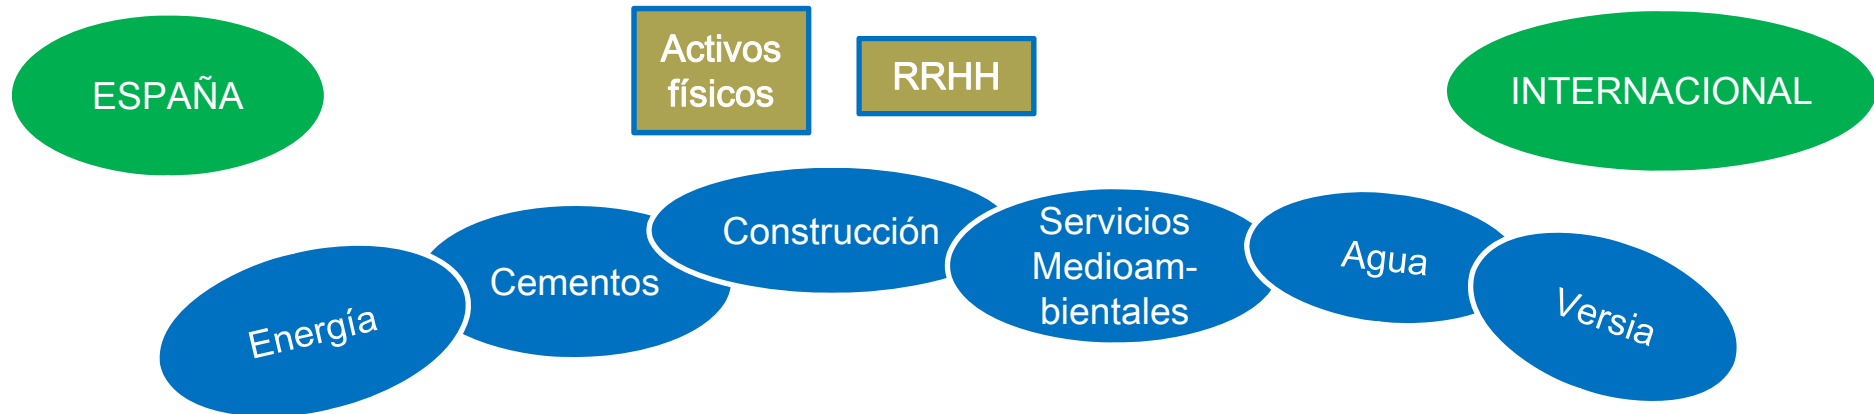 ESPAÑA
Activos
físicos
RRHH
INTERNACIONAL
Energía
Cementos
Construcción
Servicios
Medioam-
bientales
Agua
Versia